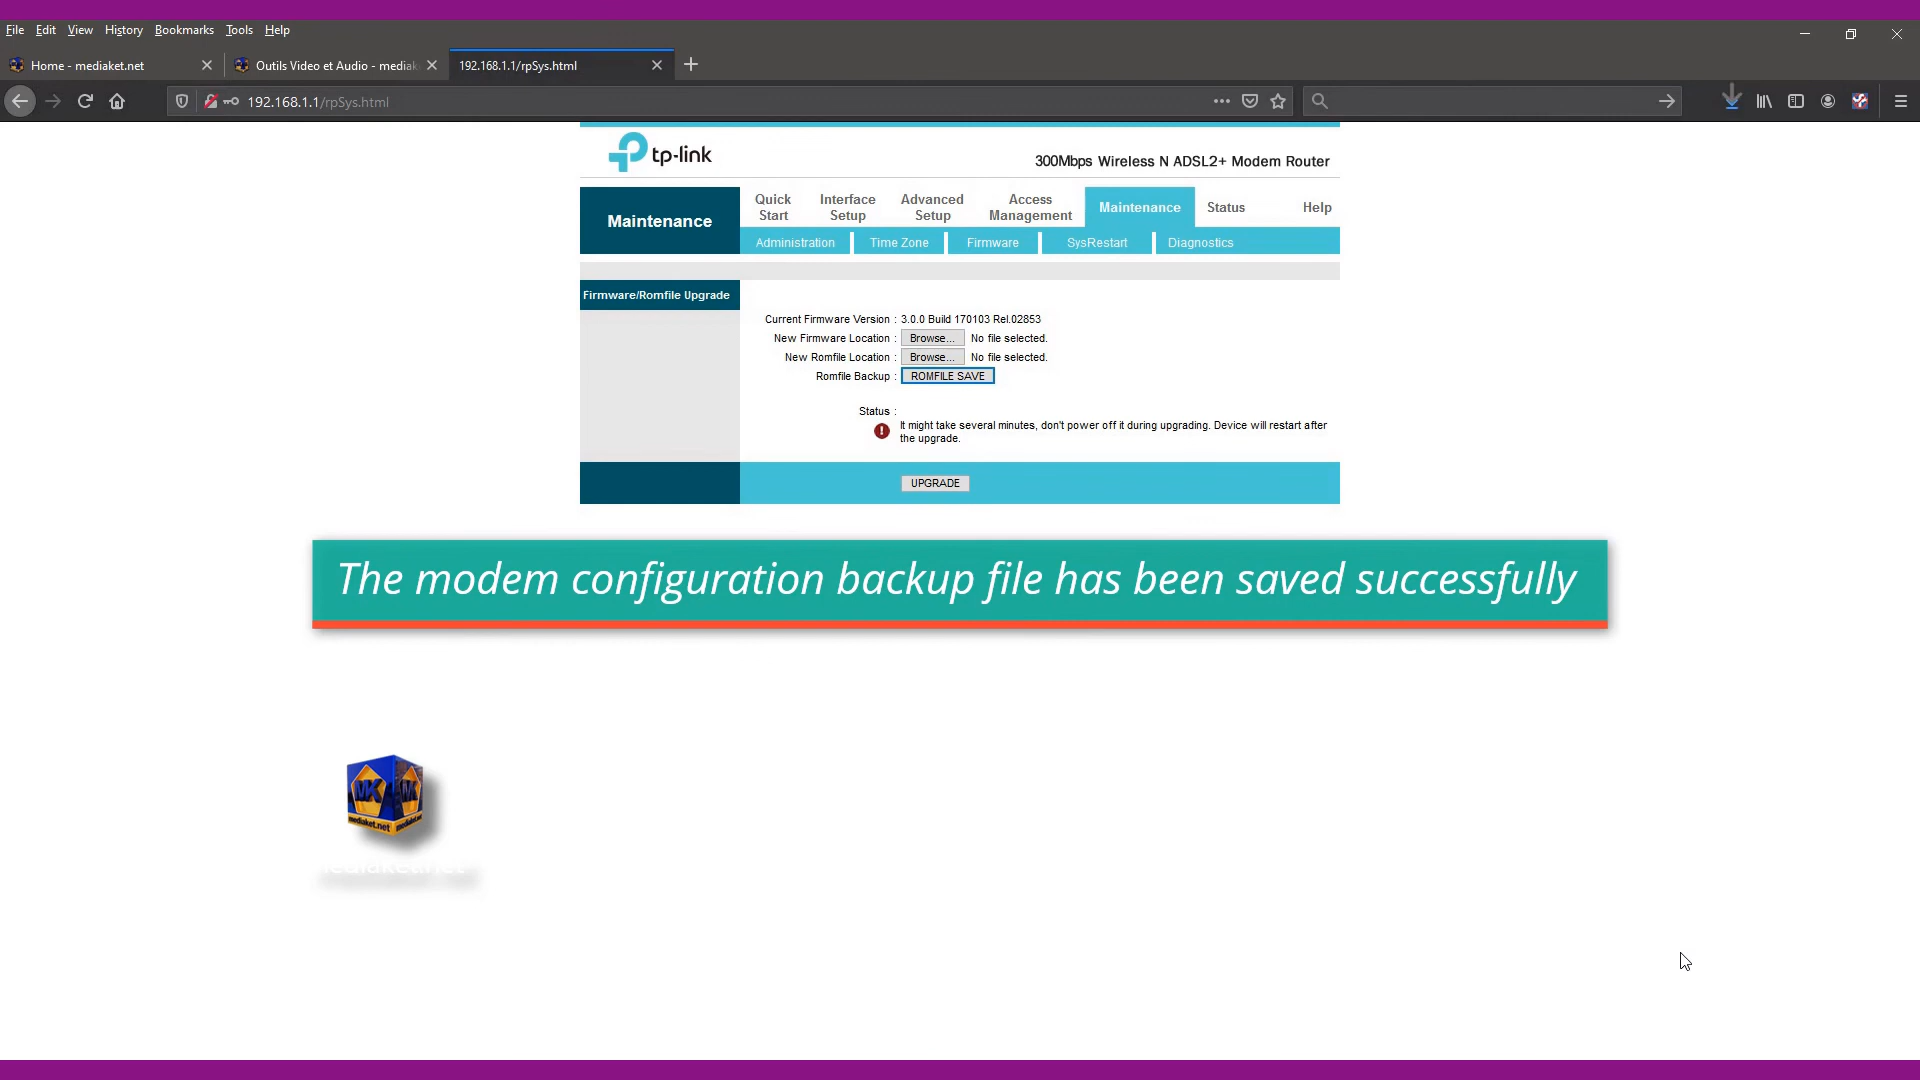 File Edit View History Bookmarks Tools Help
Home - mediaket.net
Outils Video et Audio - mediak
192.168.1.1/rpSys.html
192.168.1.1/rpSys.html
tp-link
300Mbps Wireless N ADSL2+ Modem Router
Maintenance
Quick Start
Interface Setup
Advanced Setup
Access Management
Maintenance
Status
Help
Administration
Time Zone
Firmware
SysRestart
Diagnostics
Firmware/Romfile Upgrade
Current Firmware Version : 3.0.0 Build 170103 Rel.02853
New Firmware Location : Browse... No file selected.
New Romfile Location : Browse... No file selected.
Romfile Backup : ROMFILE SAVE
Status :
It might take several minutes, don't power off it during upgrading. Device will restart after
the upgrade.
UPGRADE
The modem configuration backup file has been saved successfully
MK
mediaket.net